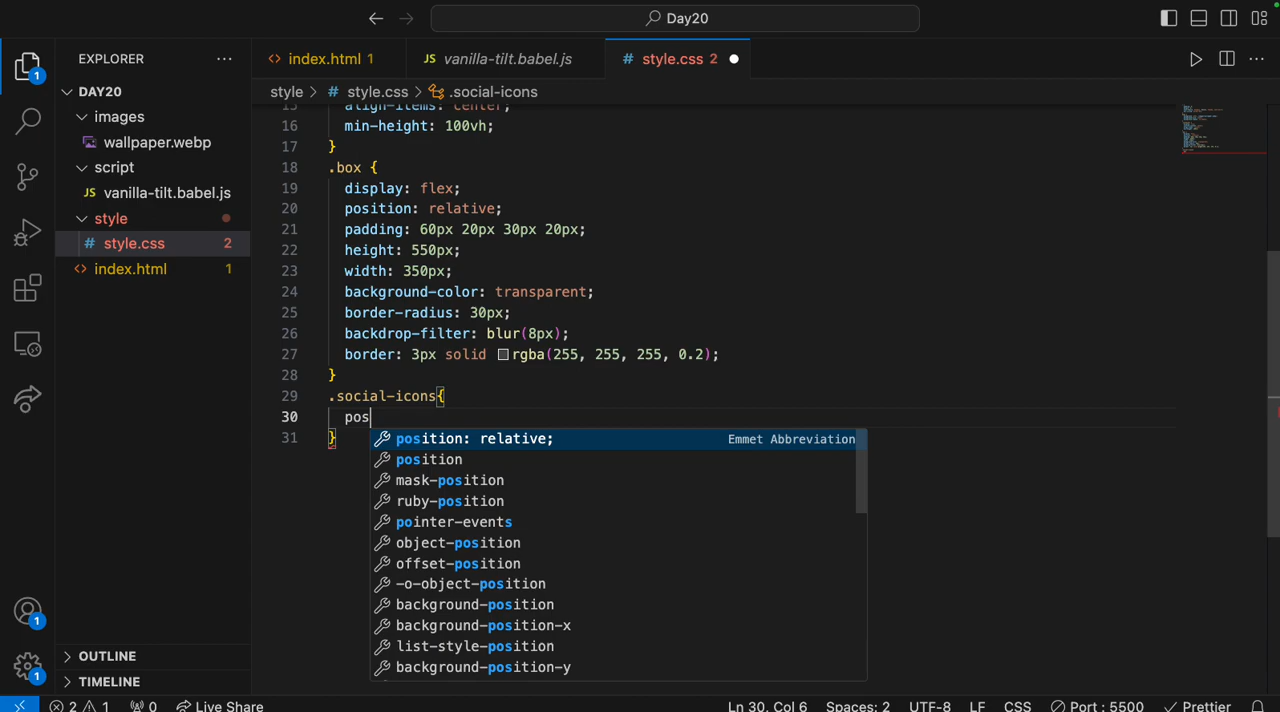 Day20
EXPLORER
index.html 1
vanilla-tilt.babel.js
style.css 2
DAY20
style > style.css > .social-icons
images
wallpaper.webp
script
vanilla-tilt.babel.js
style
style.css 2
index.html 1
15 align-items: center;
16 min-height: 100vh;
17 }
18 .box {
19 display: flex;
20 position: relative;
21 padding: 60px 20px 30px 20px;
22 height: 550px;
23 width: 350px;
24 background-color: transparent;
25 border-radius: 30px;
26 backdrop-filter: blur(8px);
27 border: 3px solid rgba(255, 255, 255, 0.2);
28 }
29 .social-icons{
30 pos
31 }
position: relative; Emmet Abbreviation
position
mask-position
ruby-position
pointer-events
object-position
offset-position
-o-object-position
background-position
background-position-x
list-style-position
background-position-y
1
1
1
OUTLINE
TIMELINE
2 1 0 Live Share Ln 30, Col 6 Spaces: 2 UTF-8 LF CSS Port : 5500 Prettier